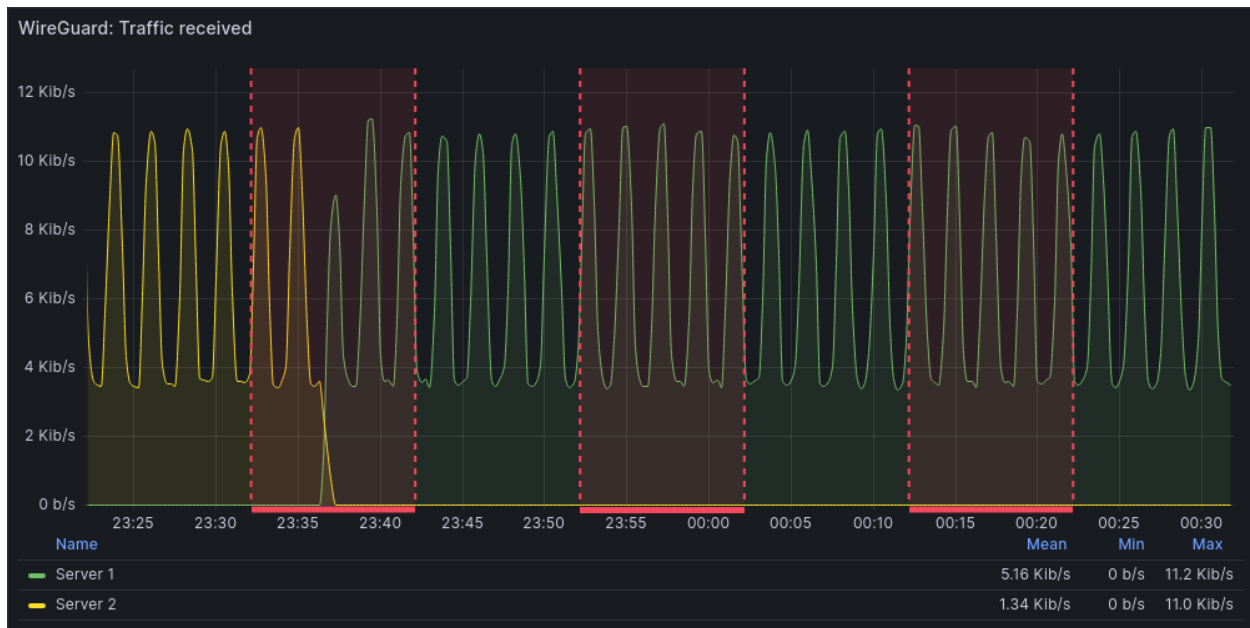 WireGuard: Traffic received
12 Kib/s
10 Kib/s
8 Kib/s
6 Kib/s
4 Kib/s
2 Kib/s
0 b/s
23:25 23:30 23:35 23:40 23:45 23:50 23:55 00:00 00:05 00:10 00:15 00:20 00:25 00:30
Name Mean Min Max
Server 1 5.16 Kib/s 0 b/s 11.2 Kib/s
Server 2 1.34 Kib/s 0 b/s 11.0 Kib/s